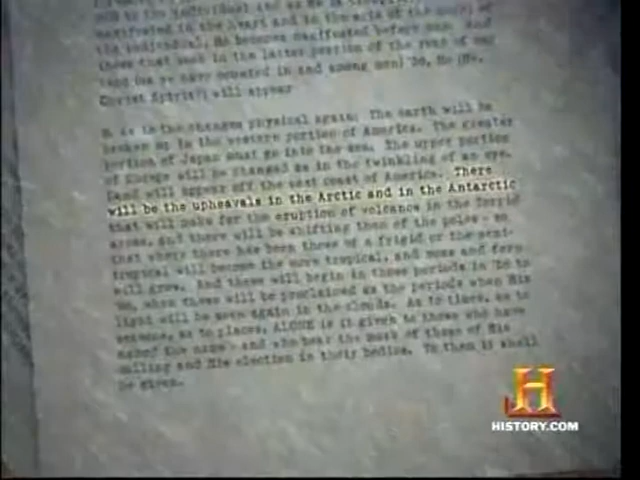 the individual, He becomes manifested before men. And
those that seek in the latter portion of the year of our
Christ Spirit) will appear
As to the changes physical again: The earth will be
broken up in the western portion of America. The greater
portion of Japan must go into the sea. The upper portion
of Europe will be changed as in the twinkling of an eye.
Land will appear off the east coast of America. There
will be the upheavals in the Arctic and in the Antarctic
that will make for the eruption of volcanos in the Torrid
areas, and there will be shifting then of the poles - so
that where there has been those of a frigid or the semi-
tropical will become the more tropical, and moss and fern
will grow. And these will begin in those periods in '58 to
'98, when these will be proclaimed as the periods when His
light will be seen again in the clouds. As to times, as to
seasons, as to places, ALONE is it given to those who have
named the name - and who bear the mark of those of His
calling and His election in their bodies. To them it shall
be given.
H
HISTORY.COM